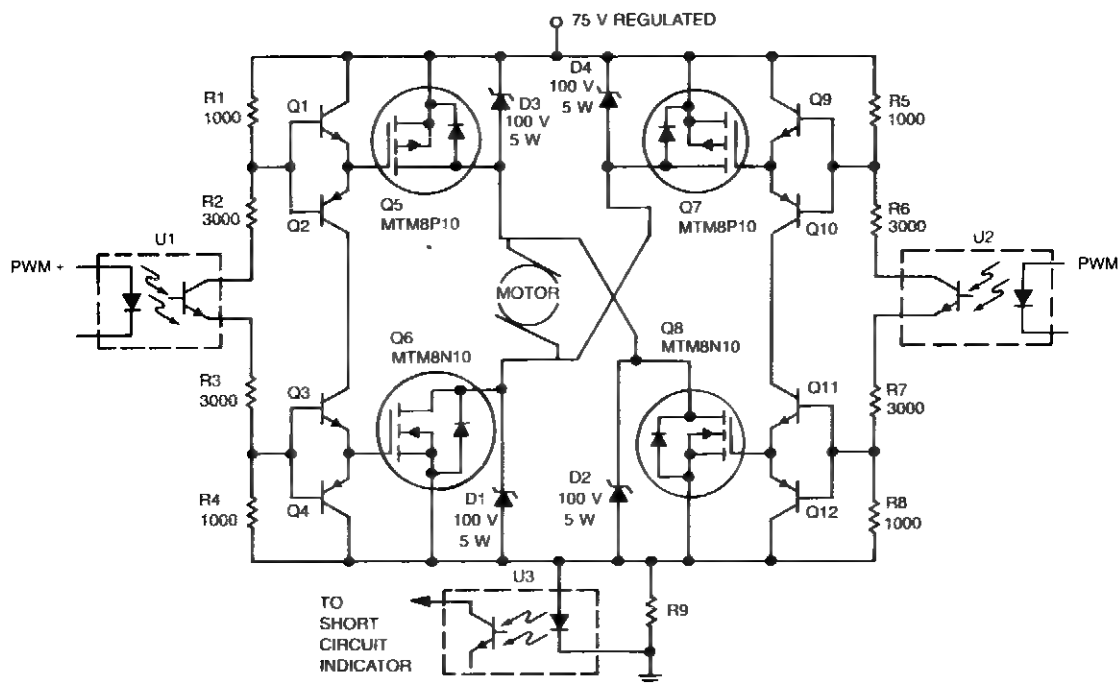 75 V REGULATED
D4
100 V
5 W
D3
100 V
5 W
R1
1000
Q1
Q9
R5
1000
R2
3000
Q2
Q5
MTM8P10
Q7
MTM8P10
Q10
R6
3000
U1
U2
PWM +
PWM
MOTOR
Q6
MTM8N10
Q8
MTM8N10
R3
3000
Q3
Q11
R7
3000
R4
1000
Q4
D1
100 V
5 W
D2
100 V
5 W
Q12
R8
1000
U3
TO
SHORT
CIRCUIT
INDICATOR
R9